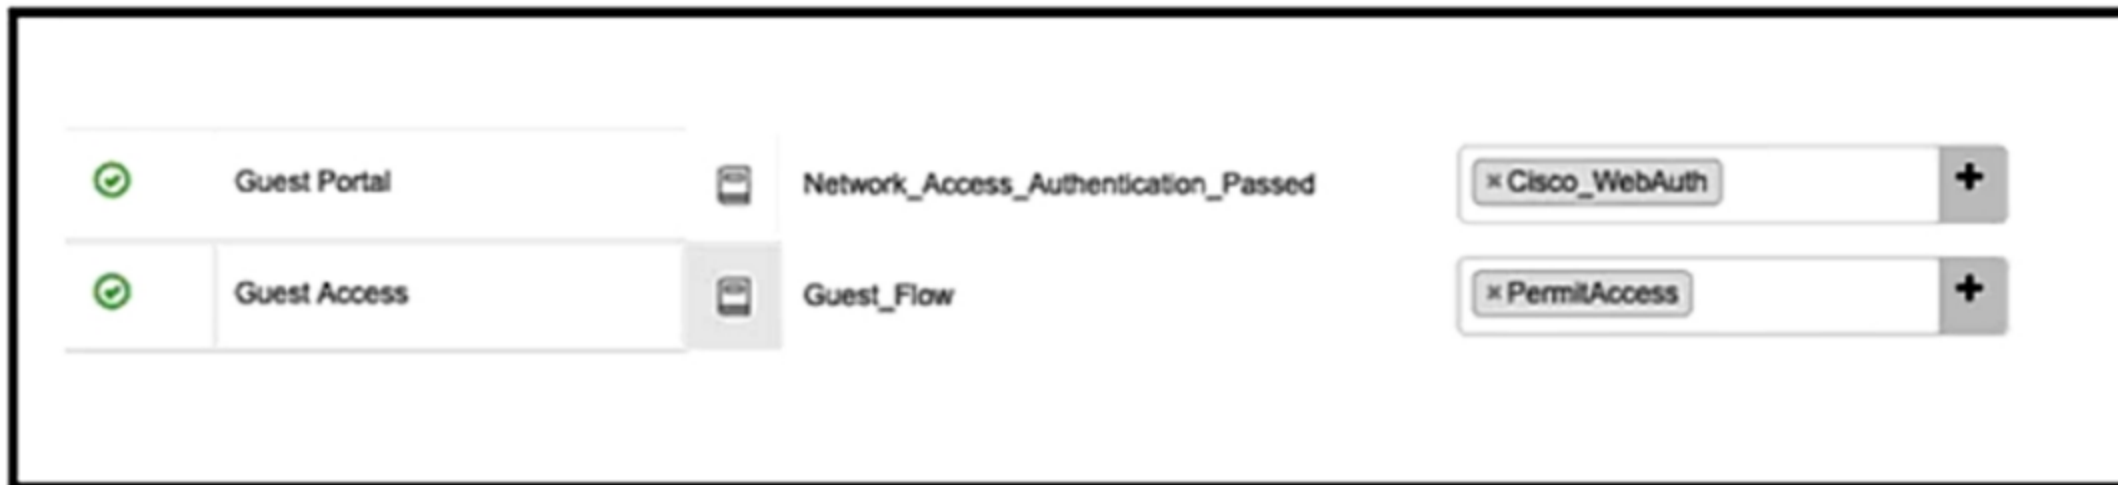 Guest Portal Network_Access_Authentication_Passed ×Cisco_WebAuth +
Guest Access Guest_Flow ×PermitAccess +